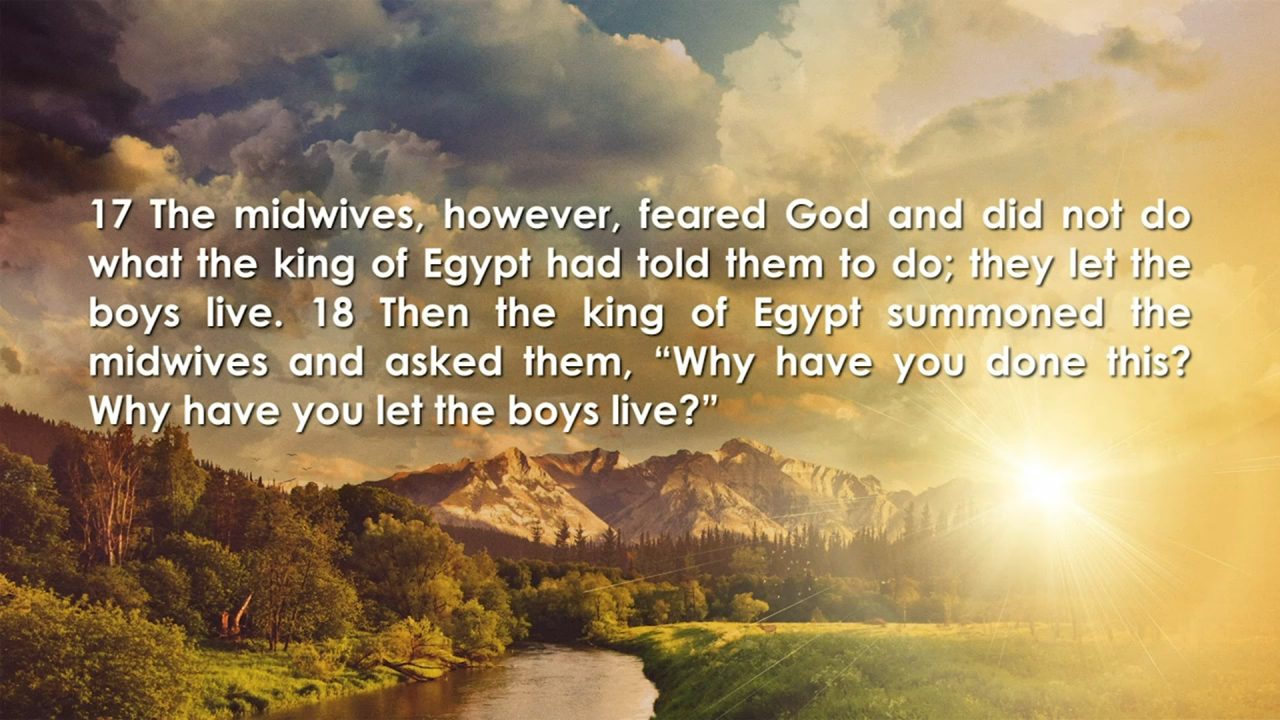 17 The midwives, however, feared God and did not do
what the king of Egypt had told them to do; they let the
boys live. 18 Then the king of Egypt summoned the
midwives and asked them, “Why have you done this?
Why have you let the boys live?”